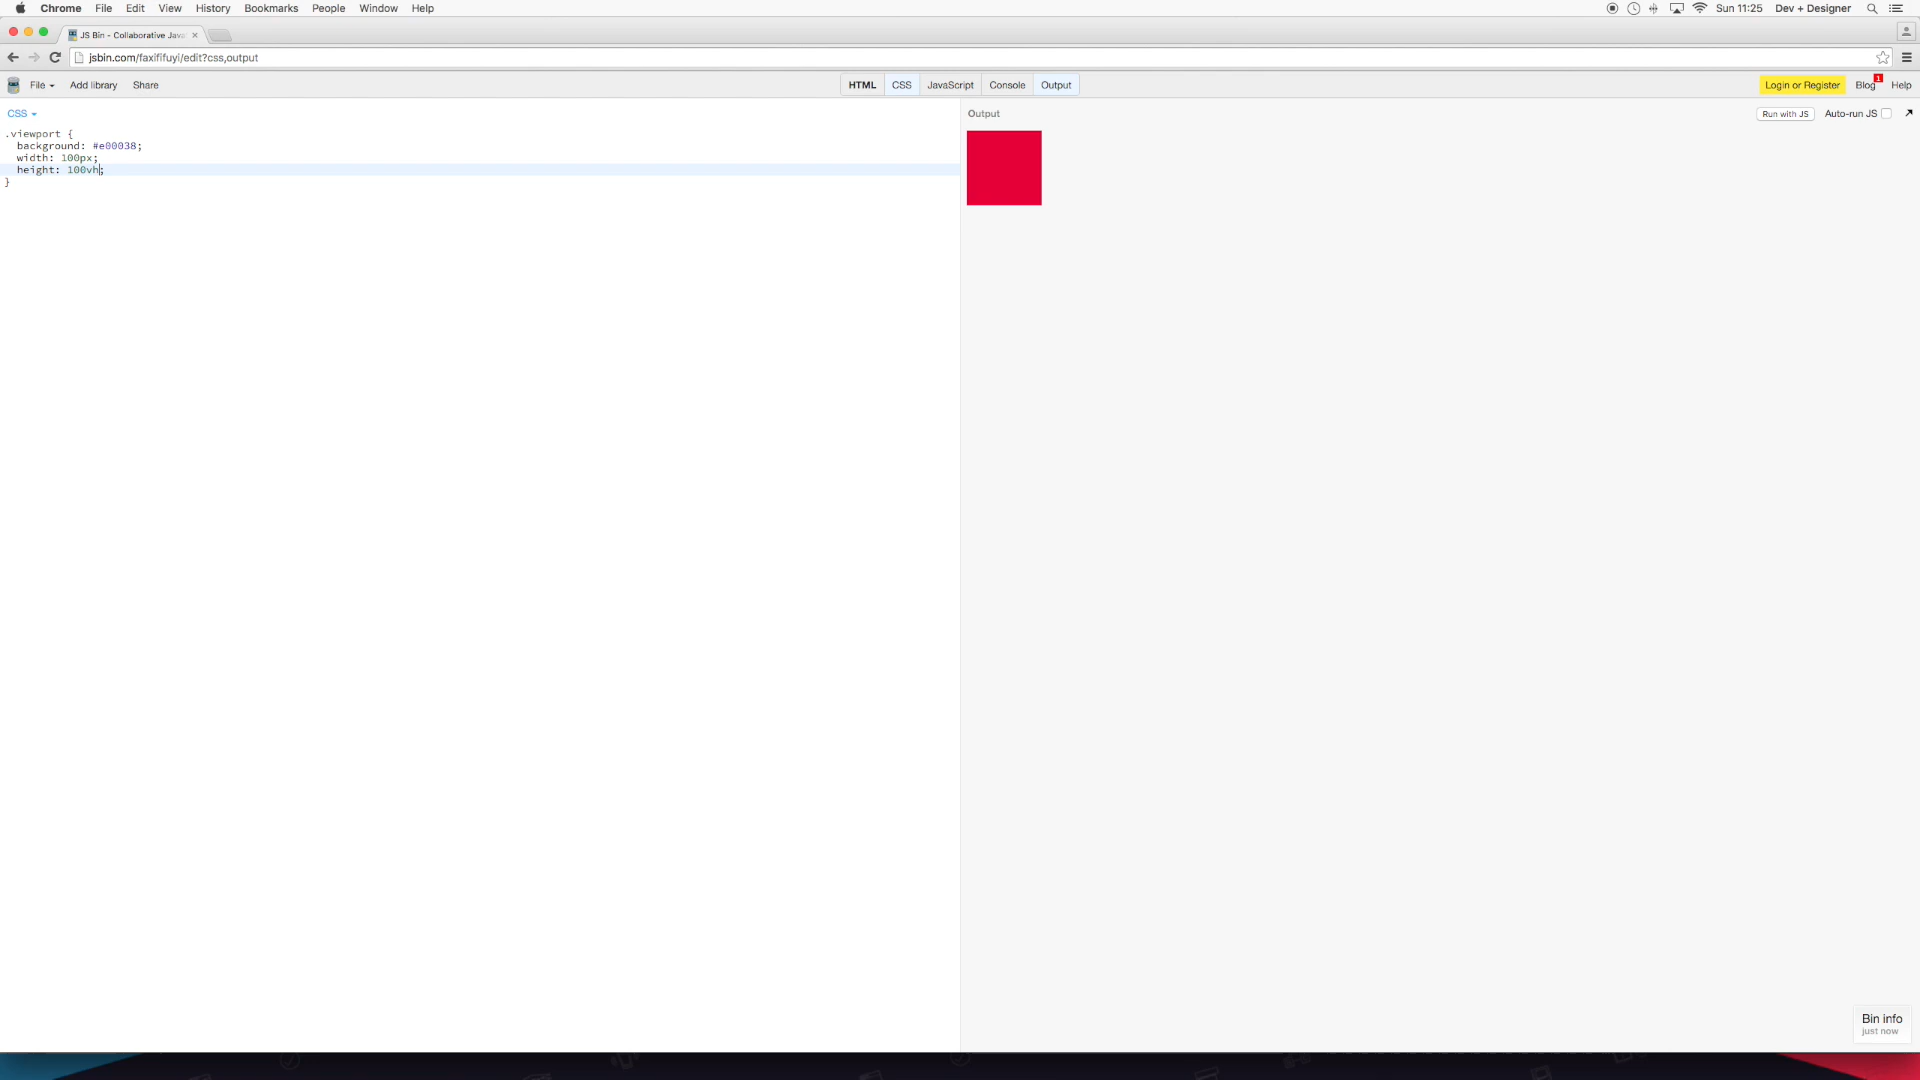 Chrome File Edit View History Bookmarks People Window Help Sun 11:25 Dev + Designer
JS Bin - Collaborative Java
jsbin.com/faxififuyi/edit?css,output
File Add library Share HTML CSS JavaScript Console Output Login or Register Blog 1 Help
CSS Output Run with JS Auto-run JS
.viewport {
background: #e00038;
width: 100px;
height: 100vh;
}
Bin info
just now